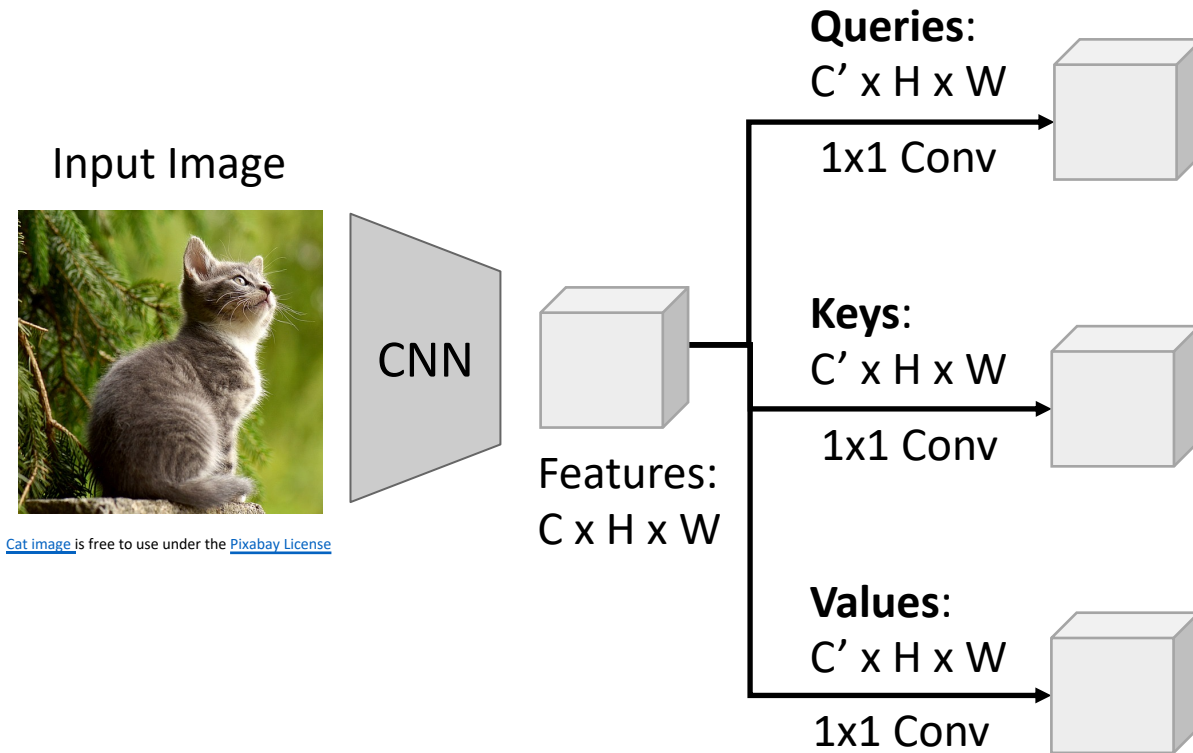 Input Image
Cat image is free to use under the Pixabay License
CNN
Features:
C x H x W
Queries:
C’ x H x W
1x1 Conv
Keys:
C’ x H x W
1x1 Conv
Values:
C’ x H x W
1x1 Conv